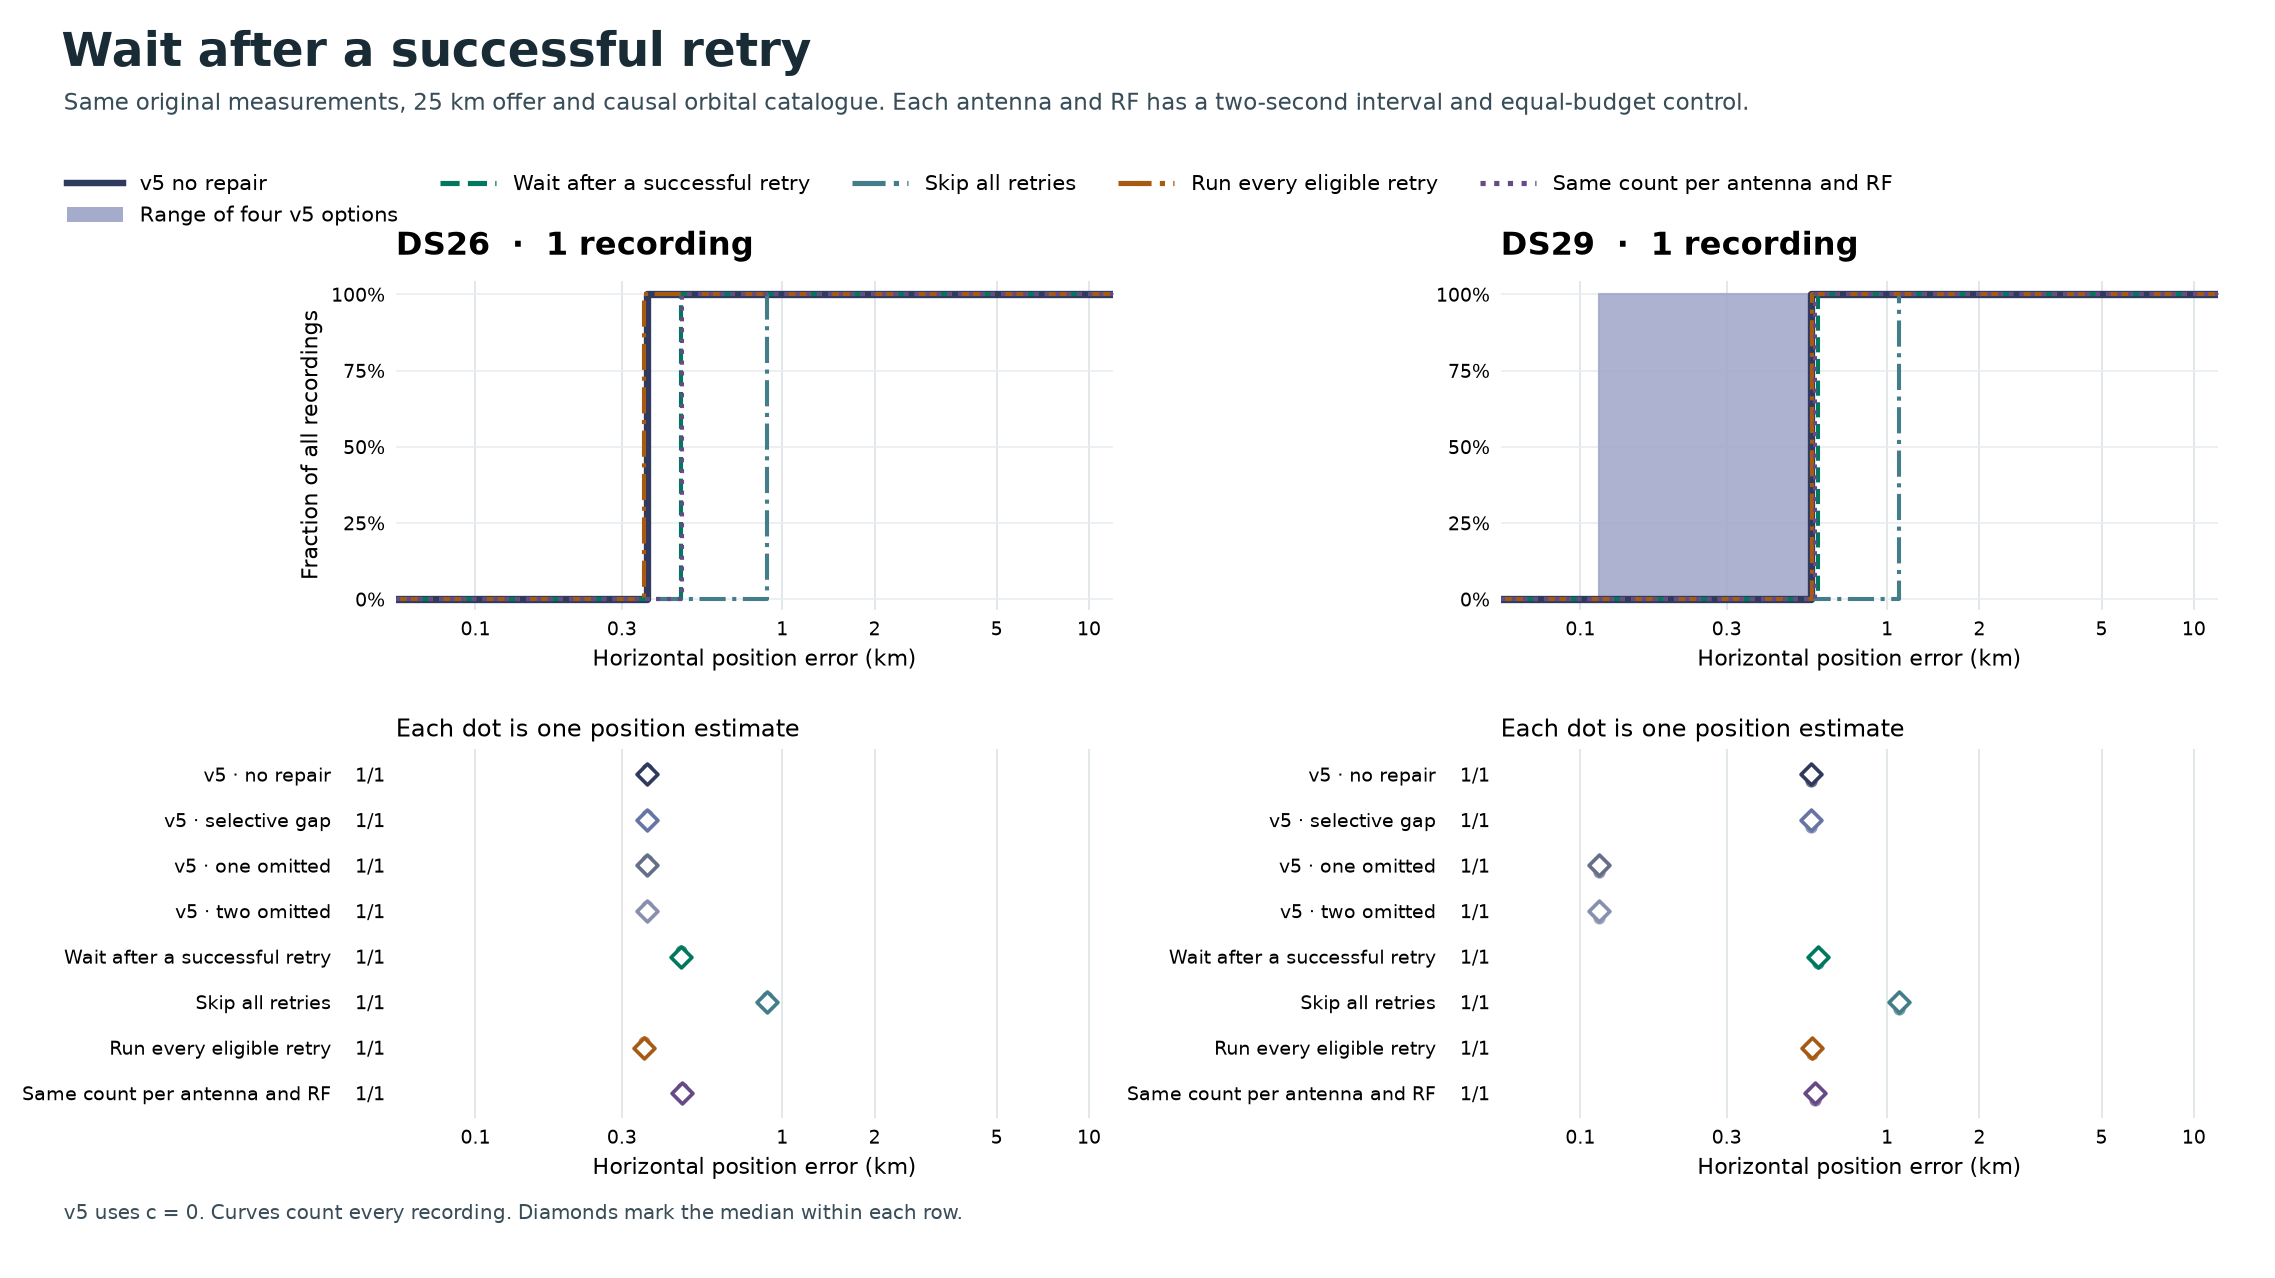 Wait after a successful retry
Same original measurements, 25 km offer and causal orbital catalogue. Each antenna and RF has a two-second interval and equal-budget control.
v5 no repair
Wait after a successful retry
Skip all retries
Run every eligible retry
Same count per antenna and RF
Range of four v5 options
DS26 · 1 recording
Fraction of all recordings
100%
75%
50%
25%
0%
0.1 0.3 1 2 5 10
Horizontal position error (km)
DS29 · 1 recording
100%
75%
50%
25%
0%
0.1 0.3 1 2 5 10
Horizontal position error (km)
Each dot is one position estimate
v5 · no repair 1/1
v5 · selective gap 1/1
v5 · one omitted 1/1
v5 · two omitted 1/1
Wait after a successful retry 1/1
Skip all retries 1/1
Run every eligible retry 1/1
Same count per antenna and RF 1/1
0.1 0.3 1 2 5 10
Horizontal position error (km)
Each dot is one position estimate
v5 · no repair 1/1
v5 · selective gap 1/1
v5 · one omitted 1/1
v5 · two omitted 1/1
Wait after a successful retry 1/1
Skip all retries 1/1
Run every eligible retry 1/1
Same count per antenna and RF 1/1
0.1 0.3 1 2 5 10
Horizontal position error (km)
v5 uses c = 0. Curves count every recording. Diamonds mark the median within each row.